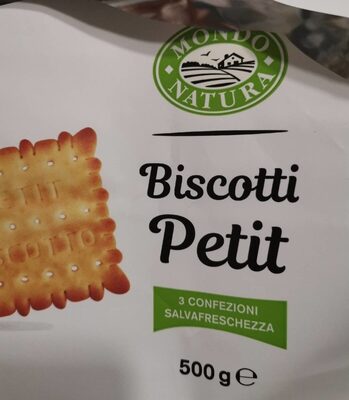 MONDO
NATURA
Biscotti
Petit
3 CONFEZIONI
SALVAFRESCHEZZA
500 g ℮